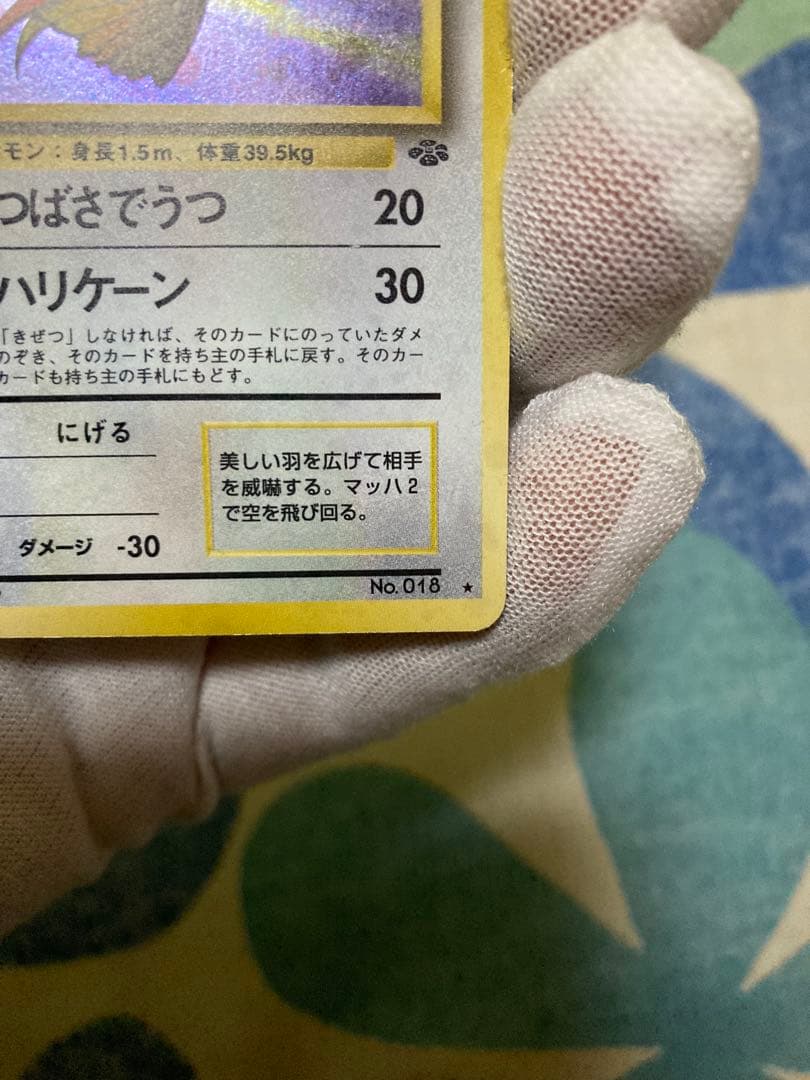 モン：身長1.5m、体重39.5kg
つばさでうつ 20
ハリケーン 30
「きぜつ」しなければ、そのカードにのっていたダメ
のぞき、そのカードを持ち主の手札に戻す。そのカー
カードも持ち主の手札にもどす。
にげる
美しい羽を広げて相手
を威嚇する。マッハ2
で空を飛び回る。
ダメージ -30
No.018 ★